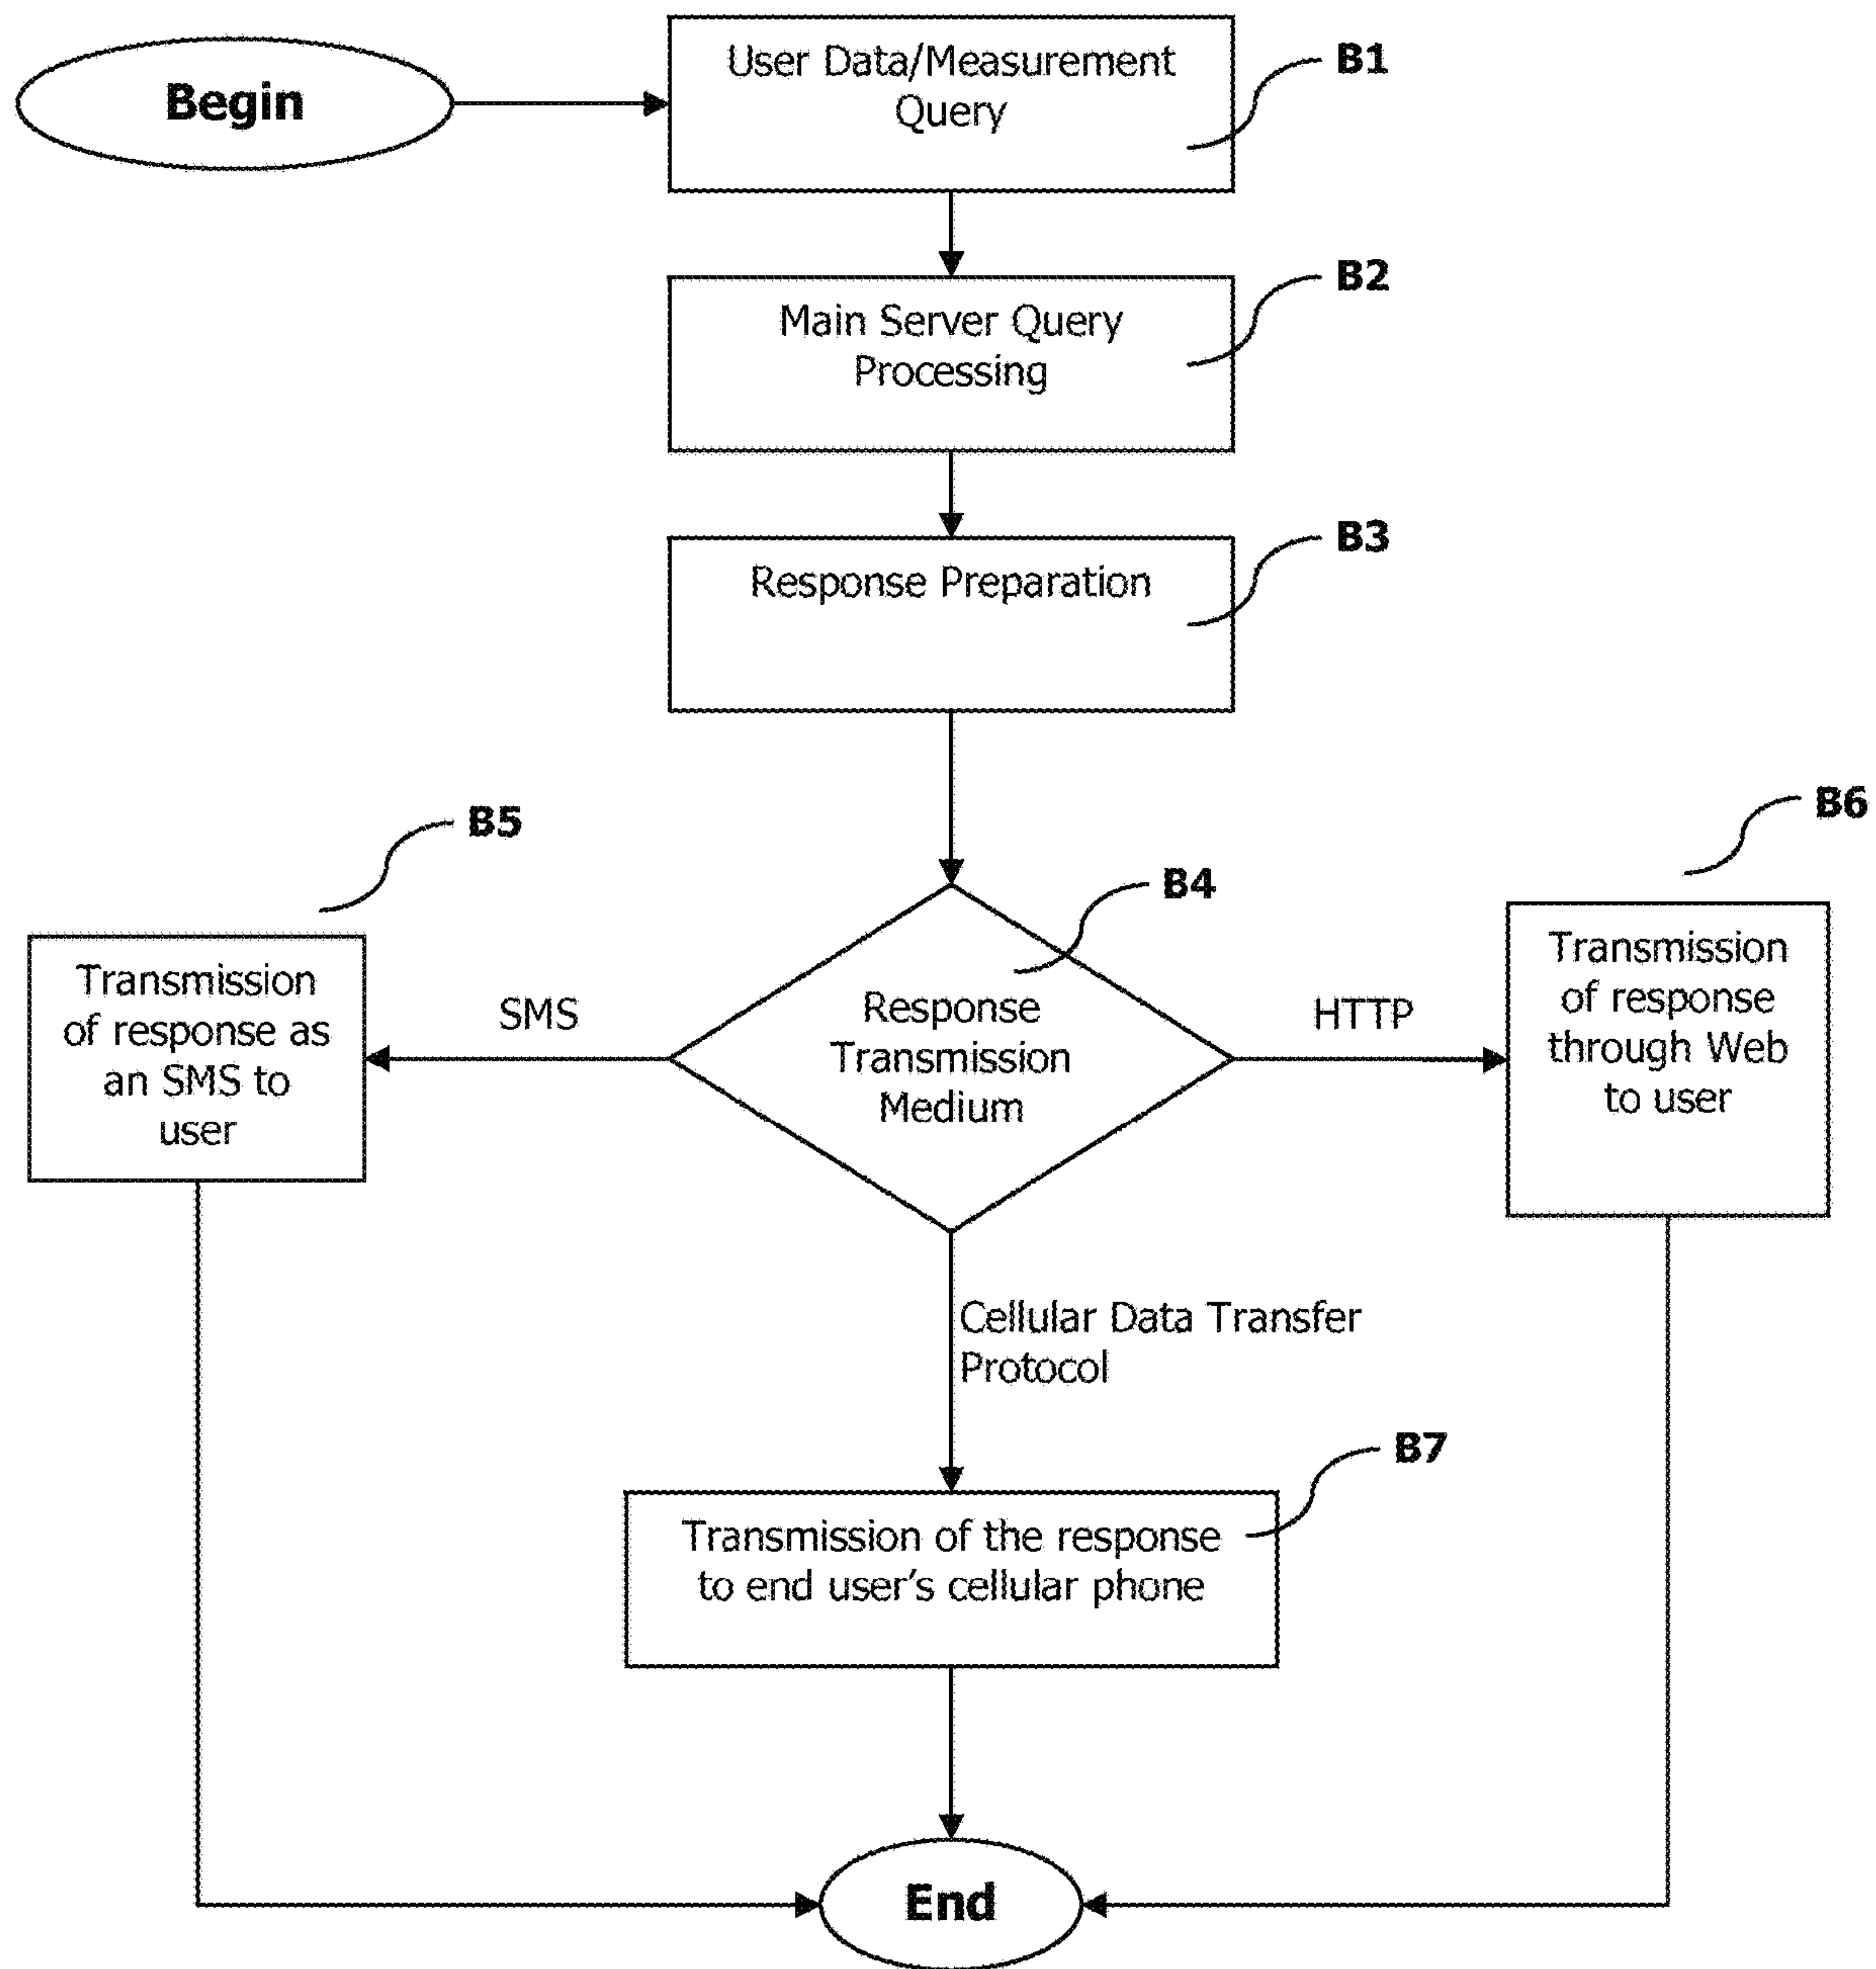 Begin
User Data/Measurement
Query
B1
Main Server Query
Processing
B2
Response Preparation
B3
B5
B6
B4
Transmission
of response as
an SMS to
user
SMS
Response
Transmission
Medium
HTTP
Transmission
of response
through Web
to user
Cellular Data Transfer
Protocol
B7
Transmission of the response
to end user's cellular phone
End